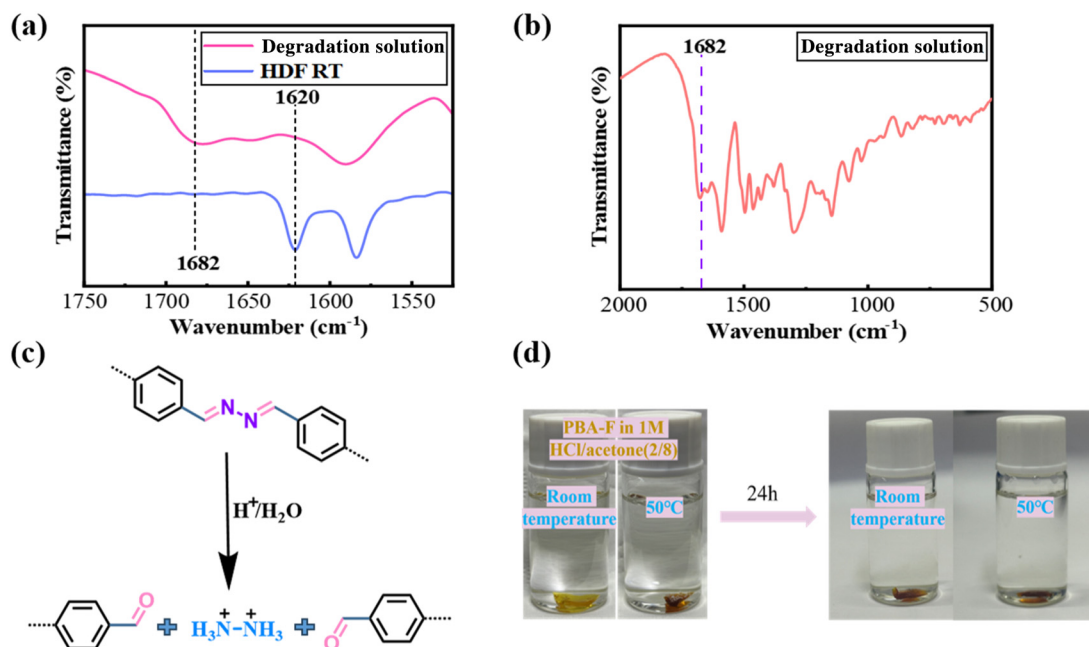 (a)
Degradation solution
HDF RT
1620
1682
Transmittance (%)
1750 1700 1650 1600 1550
Wavenumber (cm⁻¹)
(b)
1682
Degradation solution
Transmittance (%)
2000 1500 1000 500
Wavenumber (cm⁻¹)
(c)
N
N
H⁺/H₂O
O
H₃N⁺-N⁺H₃
O
(d)
PBA-F in 1M
HCl/acetone(2/8)
Room
temperature
50℃
24h
Room
temperature
50℃